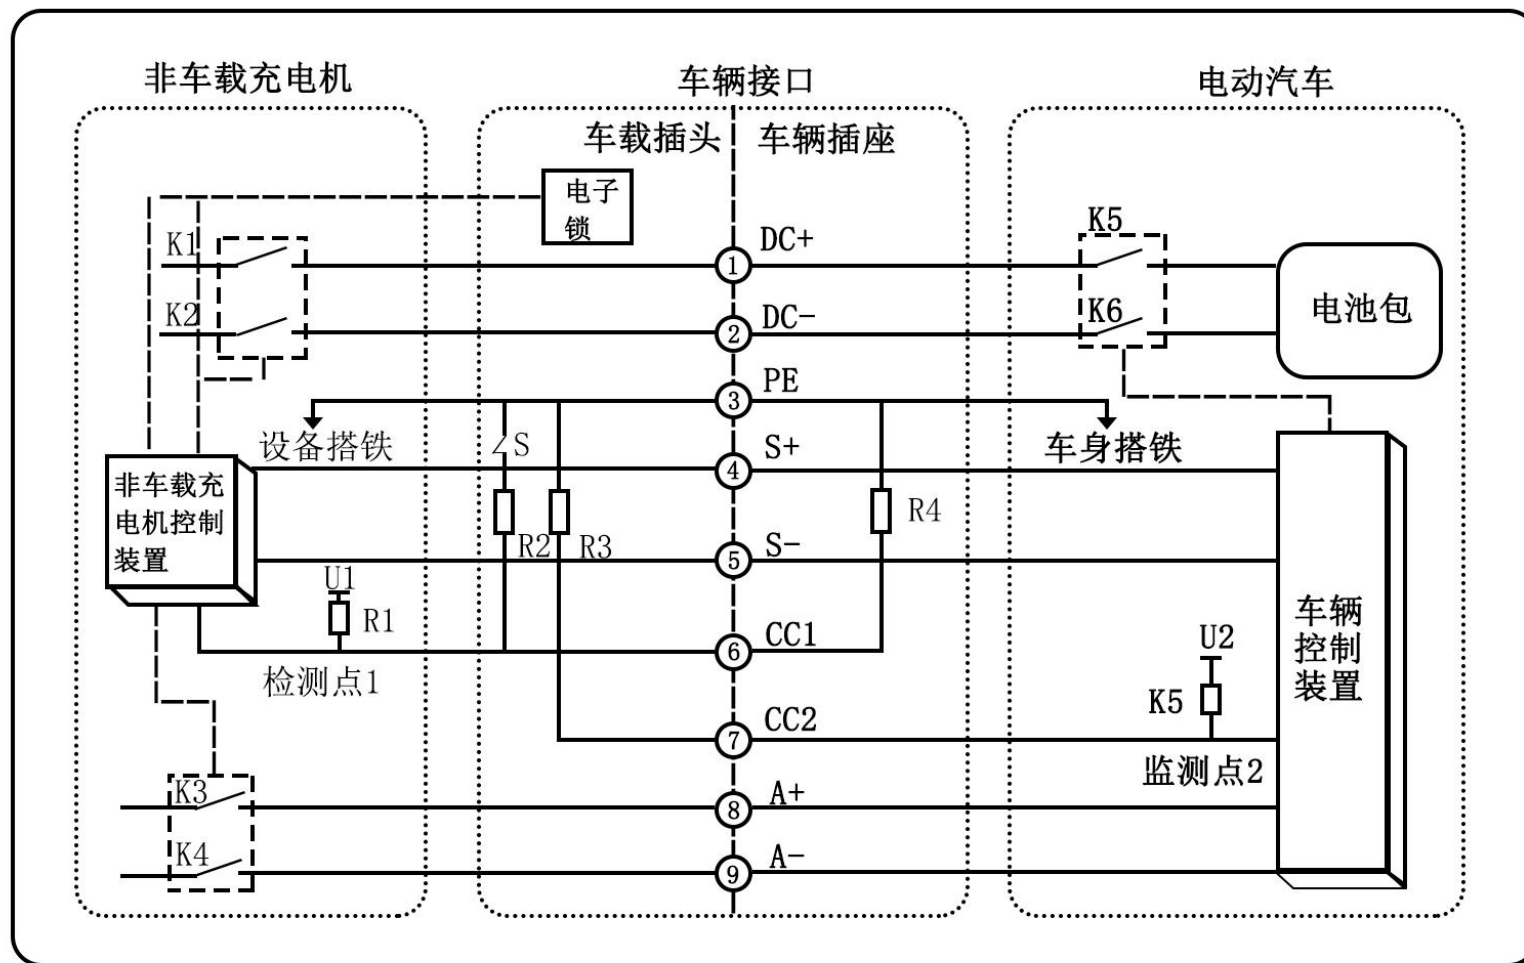 非车载充电机
车辆接口
电动汽车
车载插头
车辆插座
电子
锁
K1
K2
DC+
DC-
K5
K6
电池包
PE
设备搭铁
S
S+
车身搭铁
非车载充
电机控制
装置
R2
R3
R4
S-
U1
R1
检测点1
CC1
车辆
控制
装置
U2
K5
CC2
监测点2
K3
K4
A+
A-
1
2
3
4
5
6
7
8
9